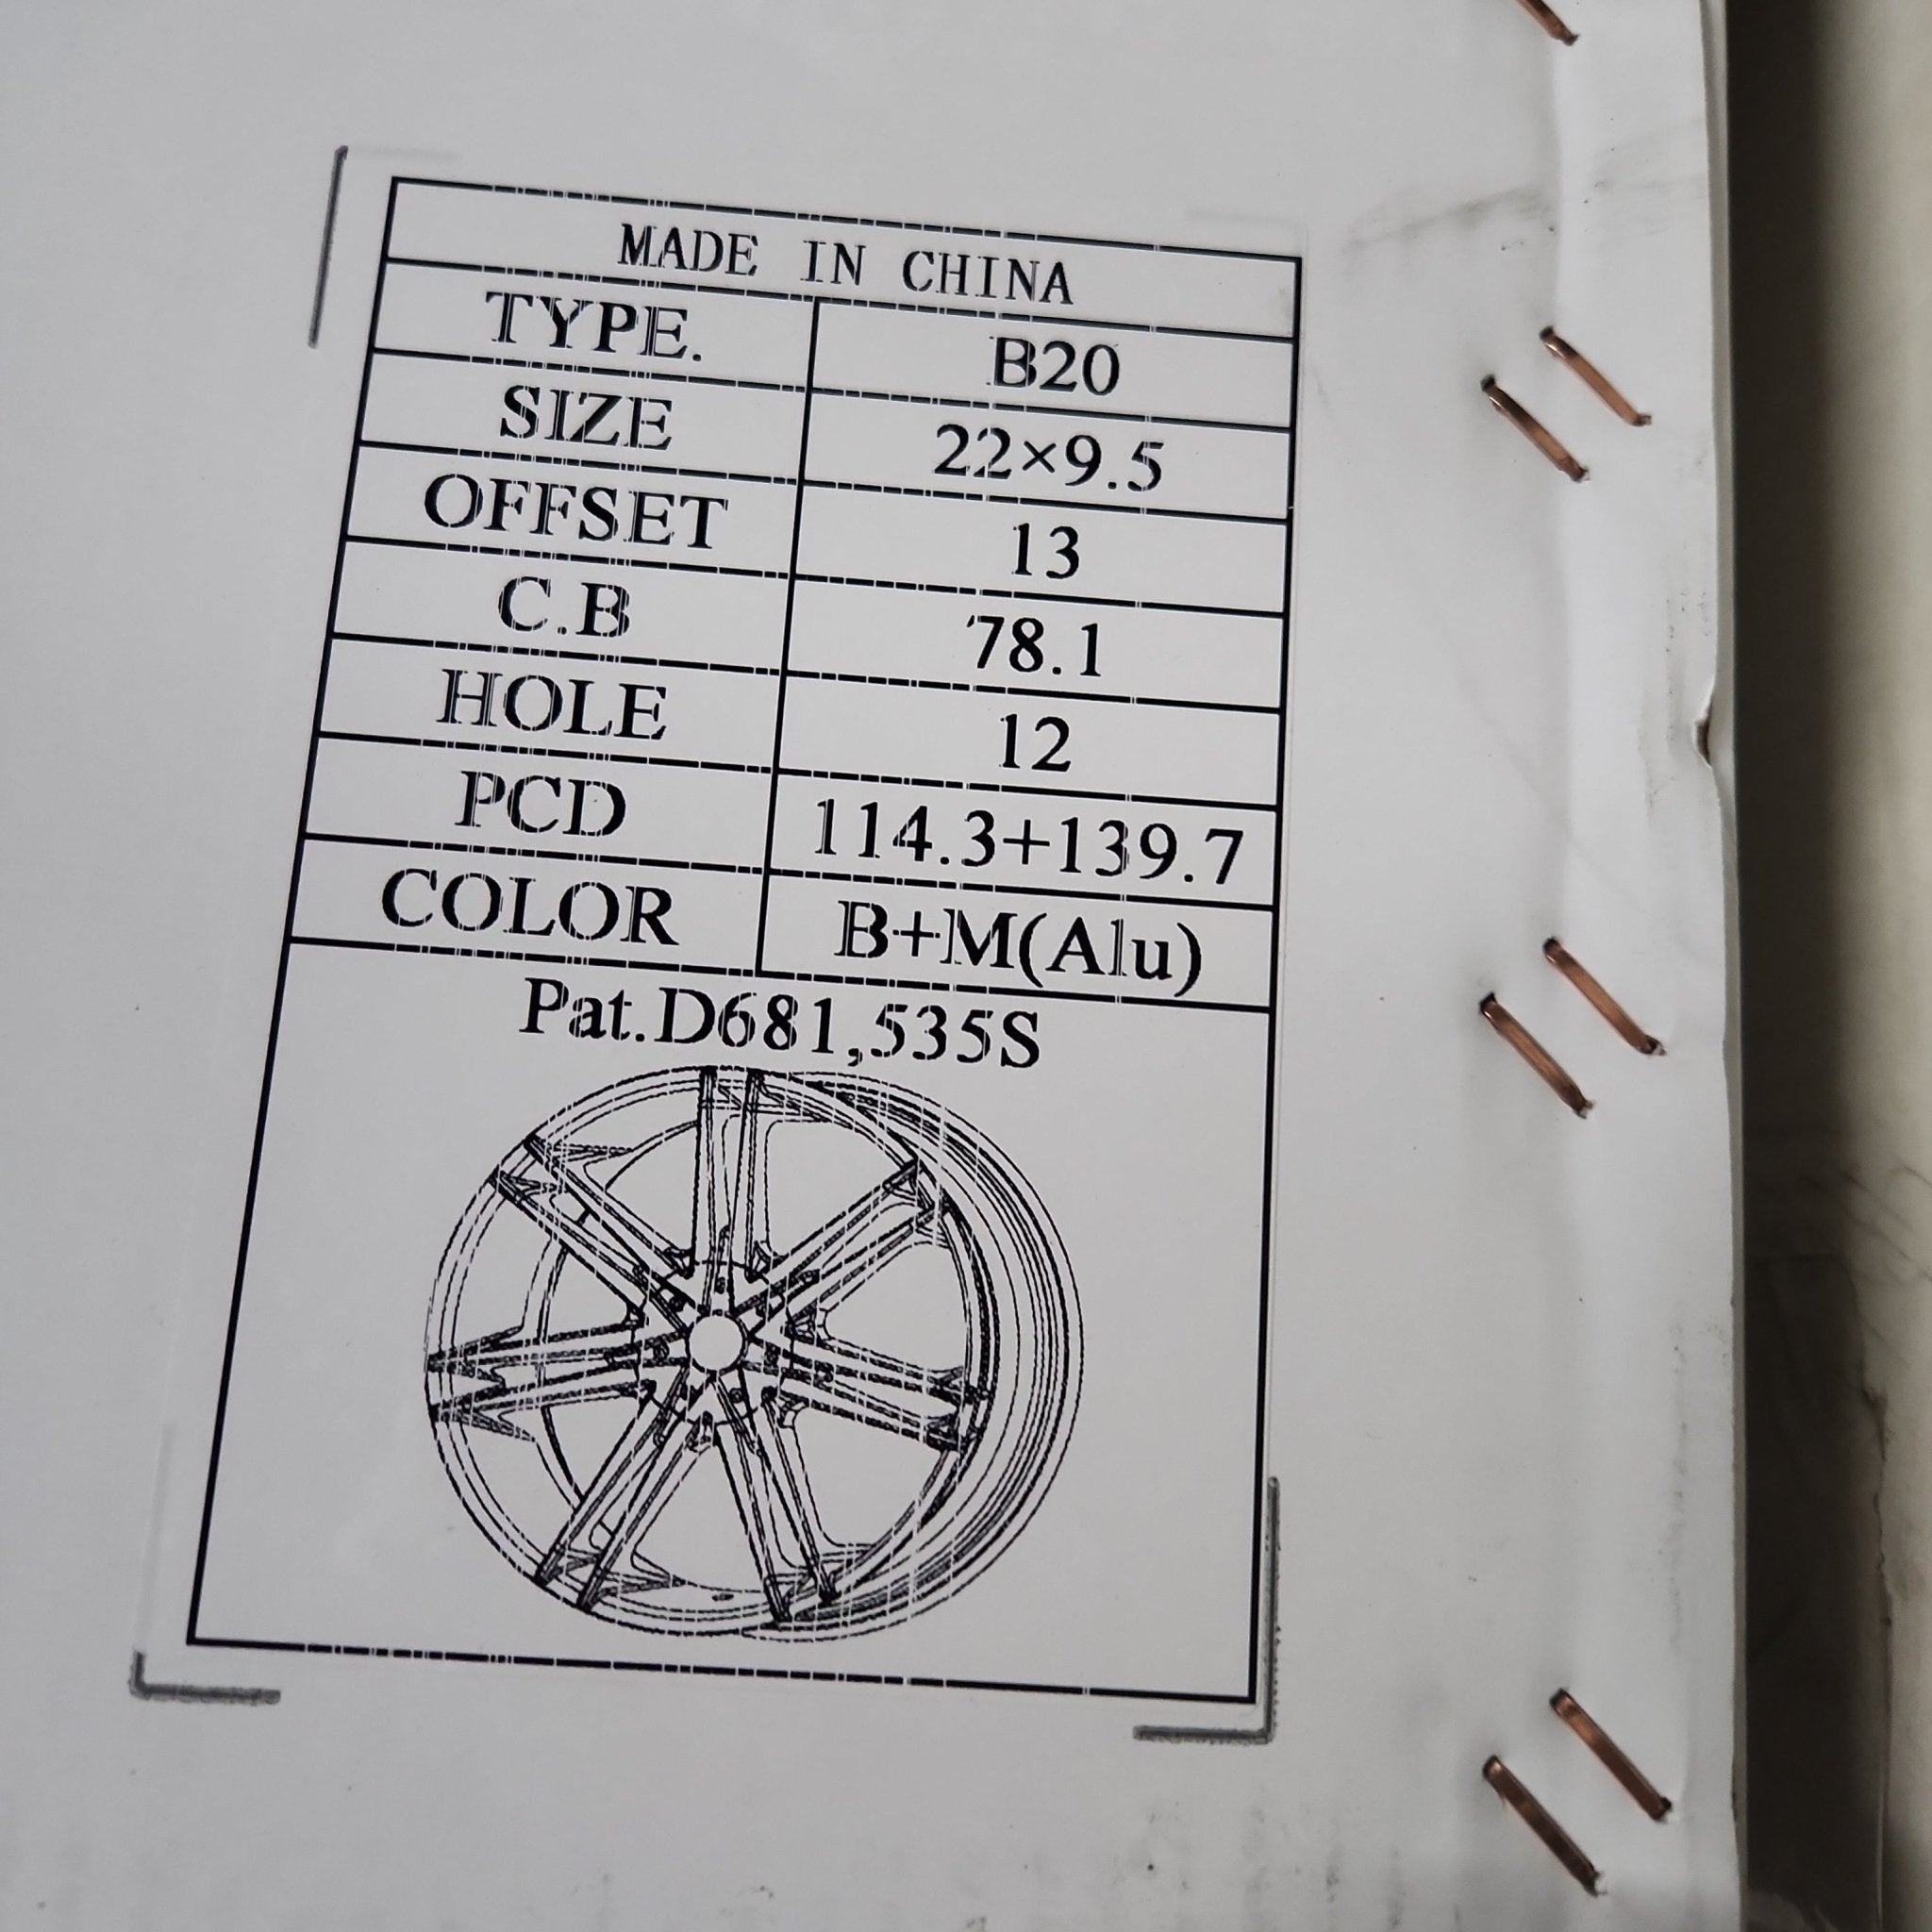 MADE IN CHINA
TYPE. B20
SIZE 22×9.5
OFFSET 13
C.B 78.1
HOLE 12
PCD 114.3+139.7
COLOR B+M(Alu)
Pat.D681,535S